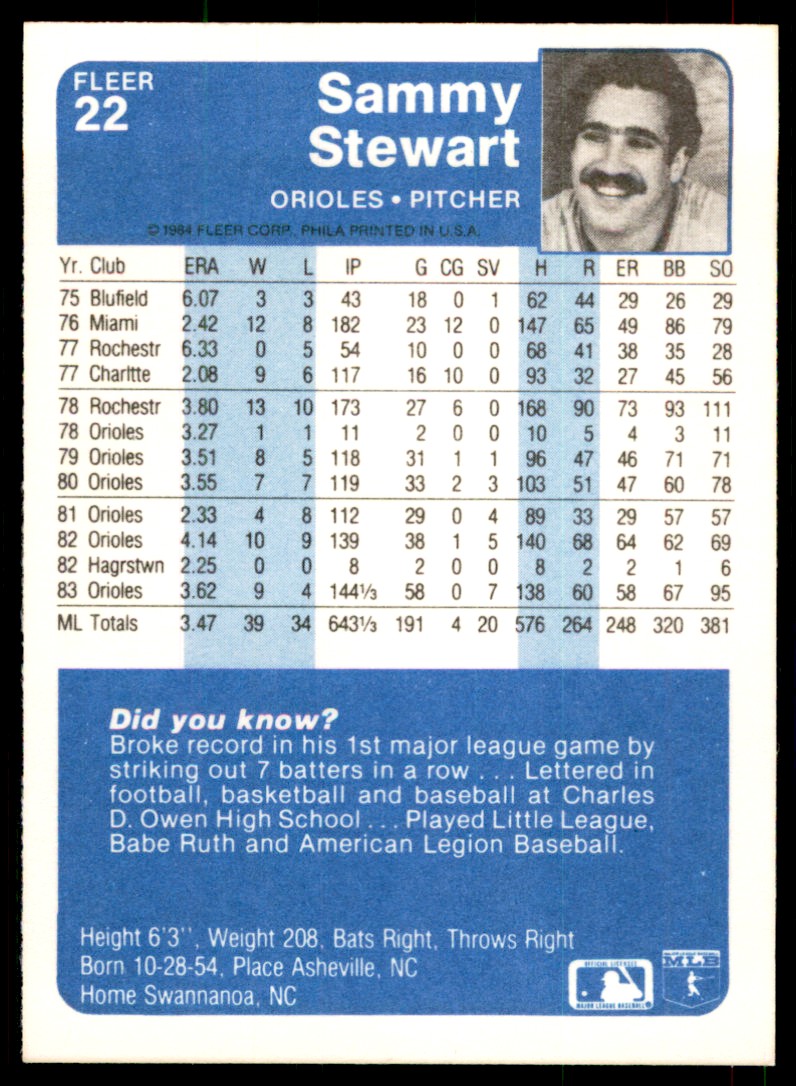 FLEER
22
Sammy
Stewart
ORIOLES • PITCHER
© 1984 FLEER CORP., PHILA PRINTED IN U.S.A.
Yr. Club ERA W L IP G CG SV H R ER BB SO
75 Blufield 6.07 3 3 43 18 0 1 62 44 29 26 29
76 Miami 2.42 12 8 182 23 12 0 147 65 49 86 79
77 Rochestr 6.33 0 5 54 10 0 0 68 41 38 35 28
77 Charltte 2.08 9 6 117 16 10 0 93 32 27 45 56
78 Rochestr 3.80 13 10 173 27 6 0 168 90 73 93 111
78 Orioles 3.27 1 1 11 2 0 0 10 5 4 3 11
79 Orioles 3.51 8 5 118 31 1 1 96 47 46 71 71
80 Orioles 3.55 7 7 119 33 2 3 103 51 47 60 78
81 Orioles 2.33 4 8 112 29 0 4 89 33 29 57 57
82 Orioles 4.14 10 9 139 38 1 5 140 68 64 62 69
82 Hagrstwn 2.25 0 0 8 2 0 0 8 2 2 1 6
83 Orioles 3.62 9 4 144⅓ 58 0 7 138 60 58 67 95
ML Totals 3.47 39 34 643⅓ 191 4 20 576 264 248 320 381
Did you know?
Broke record in his 1st major league game by
striking out 7 batters in a row . . . Lettered in
football, basketball and baseball at Charles
D. Owen High School . . . Played Little League,
Babe Ruth and American Legion Baseball.
Height 6'3'', Weight 208, Bats Right, Throws Right
Born 10-28-54, Place Asheville, NC
Home Swannanoa, NC
OFFICIAL LICENSEE
MAJOR LEAGUE BASEBALL
MLB